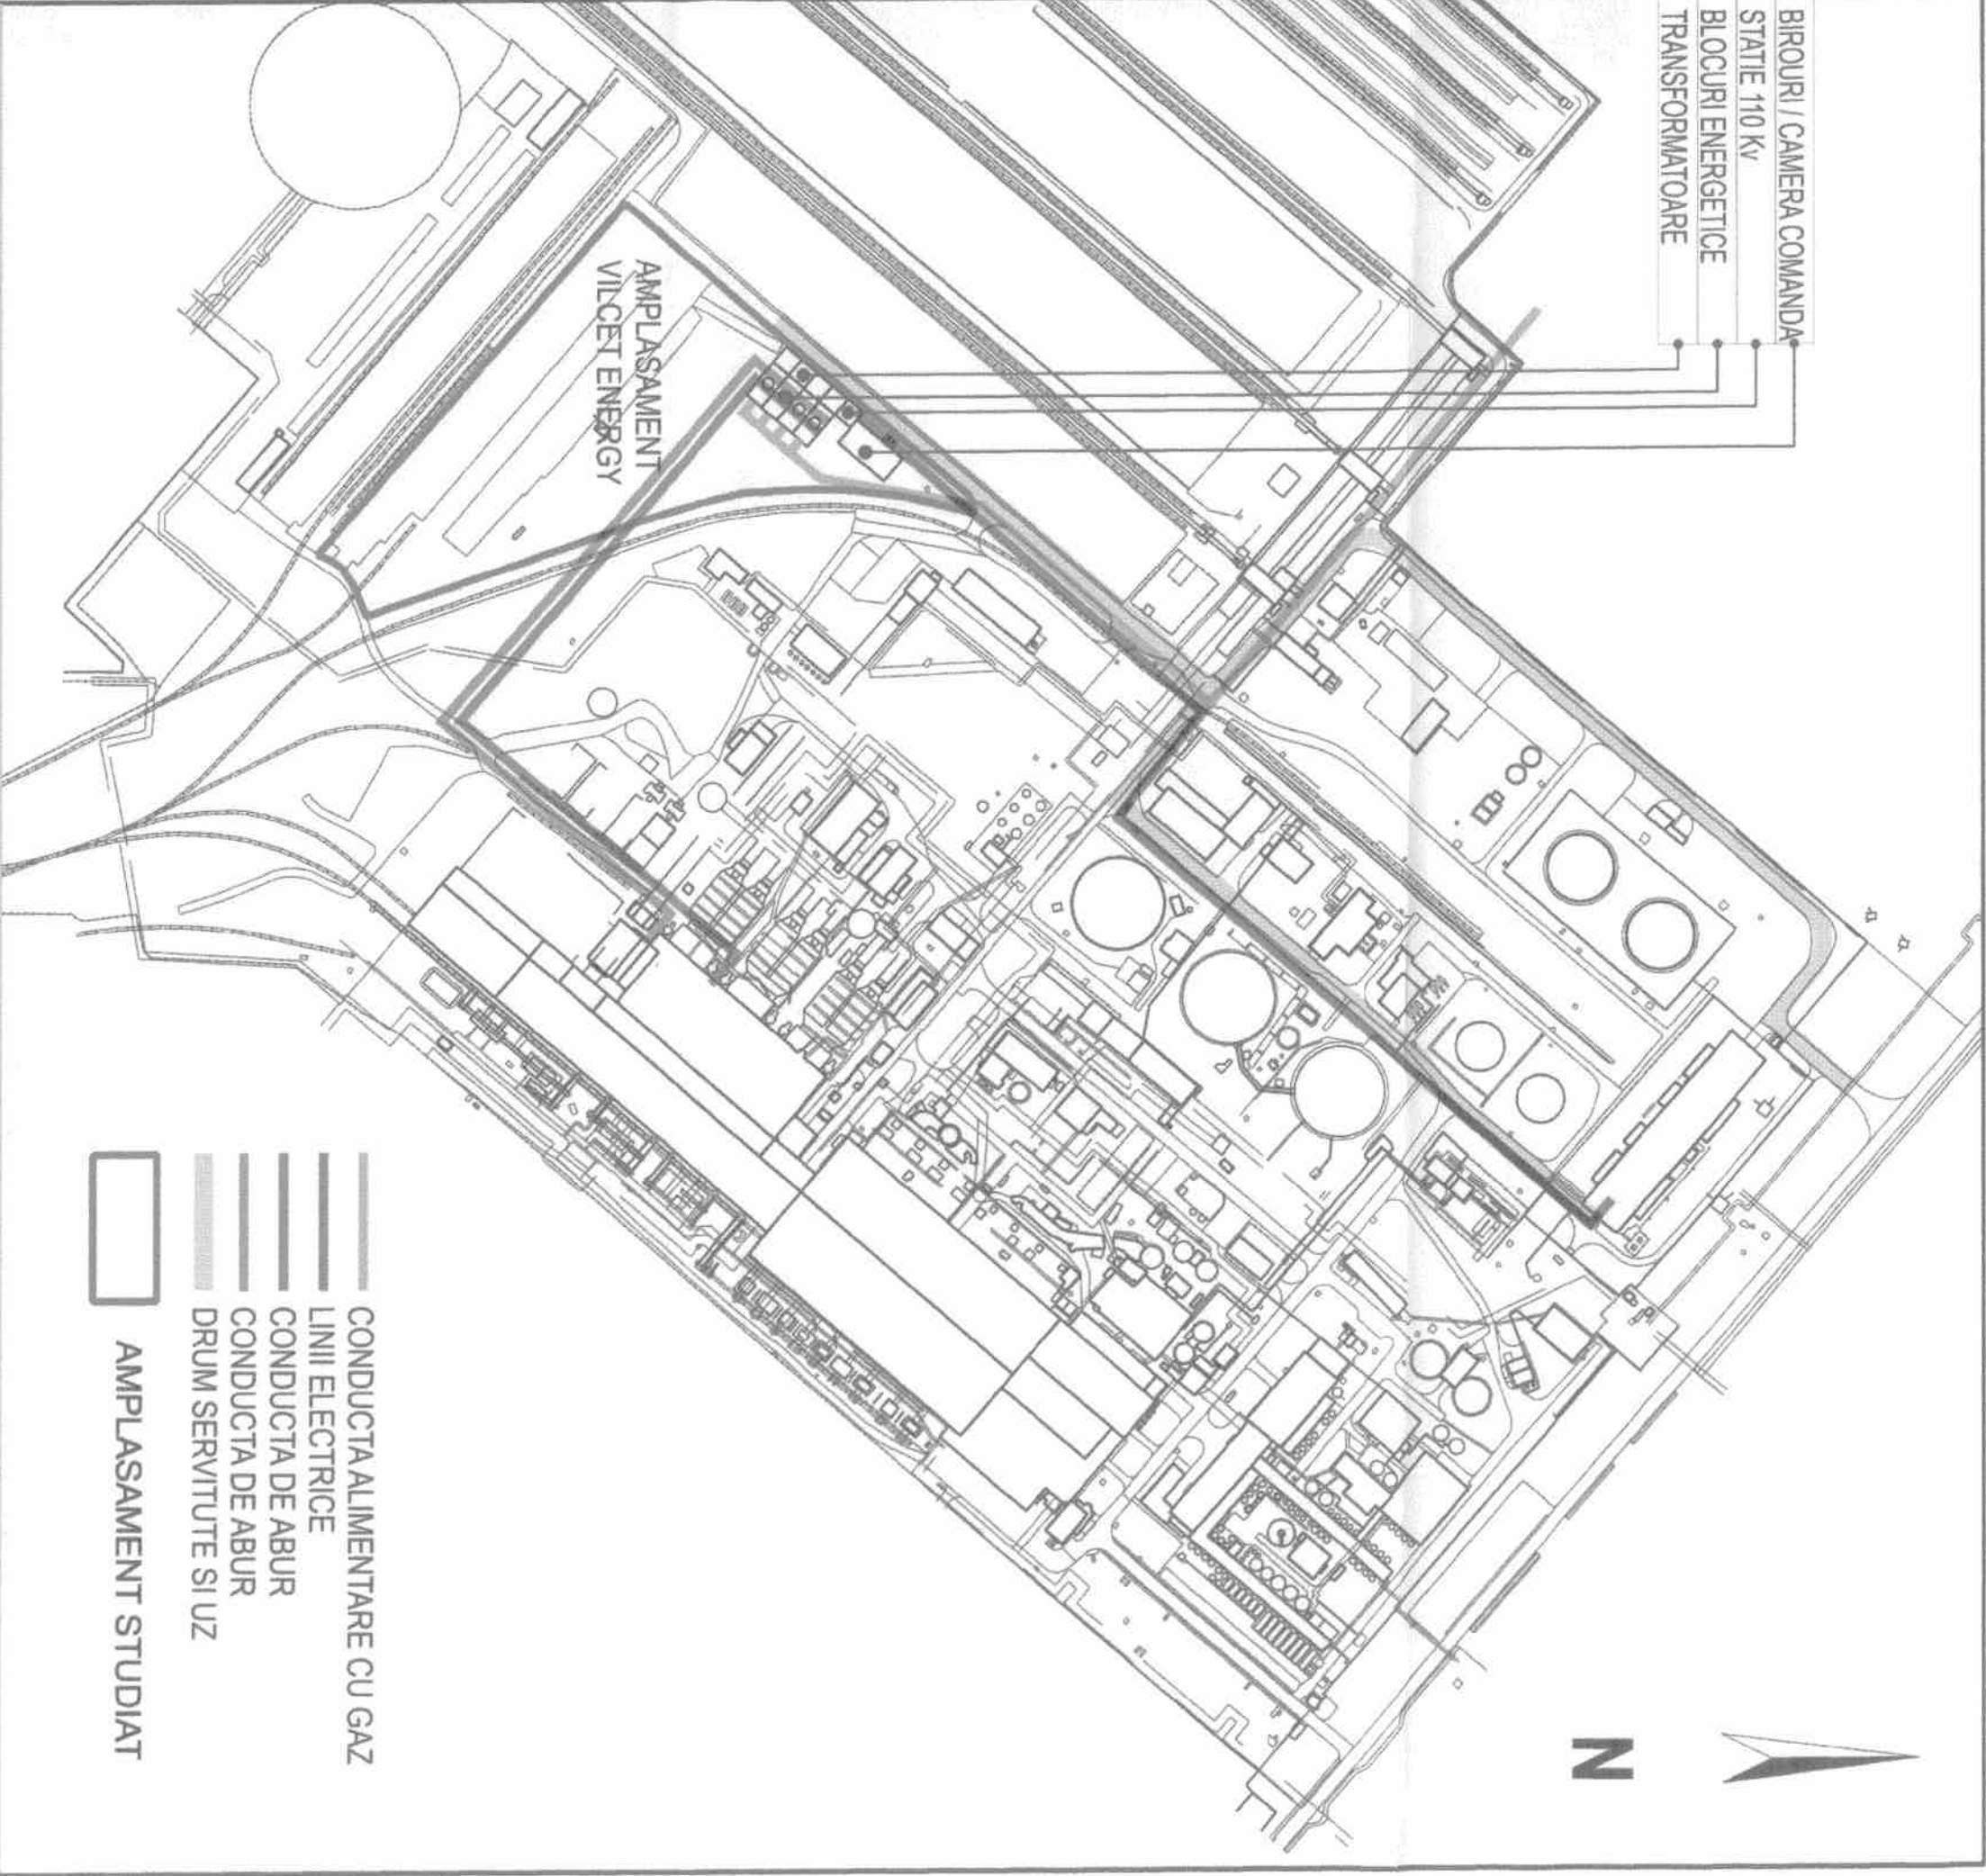 BIROURI / CAMERA COMANDA
STATIE 110 Kv
BLOCURI ENERGETICE
TRANSFORMATOARE
AMPLASAMENT
VILCET ENERGY
CONDUCTA ALIMENTARE CU GAZ
LINII ELECTRICE
CONDUCTA DE ABUR
CONDUCTA DE ABUR
DRUM SERVITUTE SI UZ
AMPLASAMENT STUDIAT
N